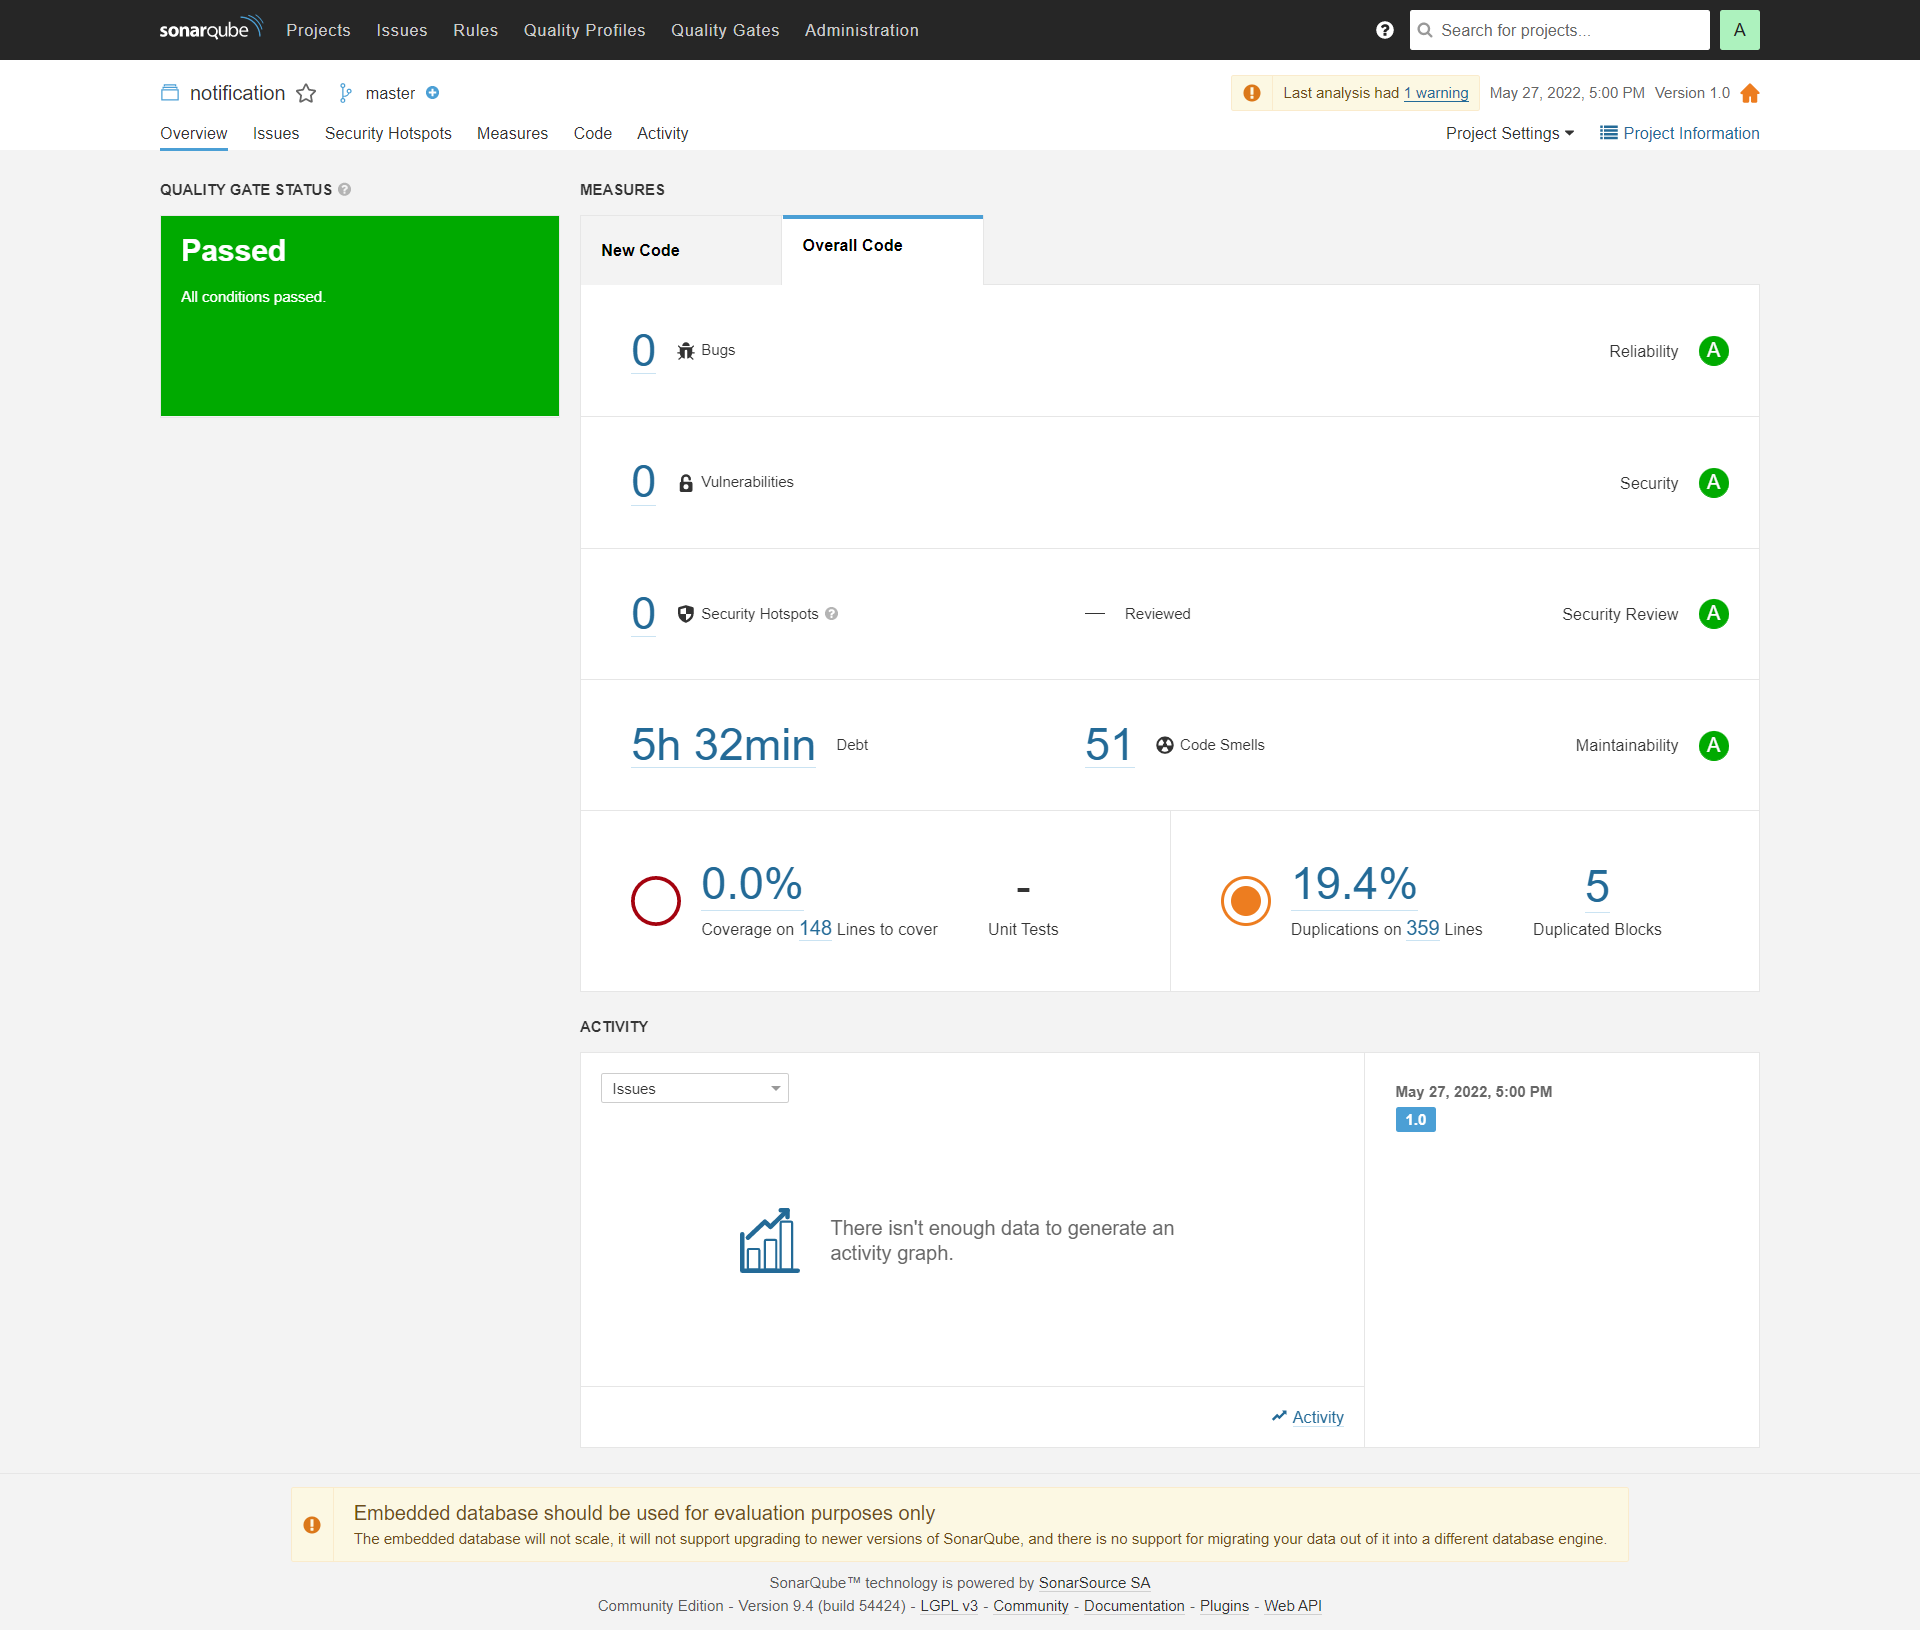 sonarqube Projects Issues Rules Quality Profiles Quality Gates Administration ? Search for projects... A
notification master Last analysis had 1 warning May 27, 2022, 5:00 PM Version 1.0
Overview Issues Security Hotspots Measures Code Activity Project Settings Project Information
QUALITY GATE STATUS ?
Passed
All conditions passed.
MEASURES
New Code
Overall Code
0 Bugs Reliability A
0 Vulnerabilities Security A
0 Security Hotspots ? — Reviewed Security Review A
5h 32min Debt 51 Code Smells Maintainability A
0.0%
Coverage on 148 Lines to cover
-
Unit Tests
19.4%
Duplications on 359 Lines
5
Duplicated Blocks
ACTIVITY
Issues
There isn't enough data to generate an
activity graph.
Activity
May 27, 2022, 5:00 PM
1.0
Embedded database should be used for evaluation purposes only
The embedded database will not scale, it will not support upgrading to newer versions of SonarQube, and there is no support for migrating your data out of it into a different database engine.
SonarQube™ technology is powered by SonarSource SA
Community Edition - Version 9.4 (build 54424) - LGPL v3 - Community - Documentation - Plugins - Web API